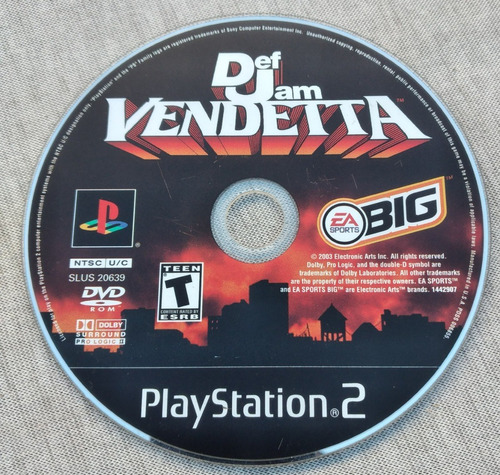 Def
Jam
VENDETTA™
NTSC U/C
SLUS 20639
DVD
ROM
DOLBY
SURROUND
PRO LOGIC II
TEEN
T
CONTENT RATED BY
ESRB
EA
SPORTS
BIG™
© 2003 Electronic Arts Inc. All rights reserved.
Dolby, Pro Logic, and the double-D symbol are
trademarks of Dolby Laboratories. All other trademarks
are the property of their respective owners. EA SPORTS™
and EA SPORTS BIG™ are Electronic Arts™ brands. 1442907
PlayStation®2